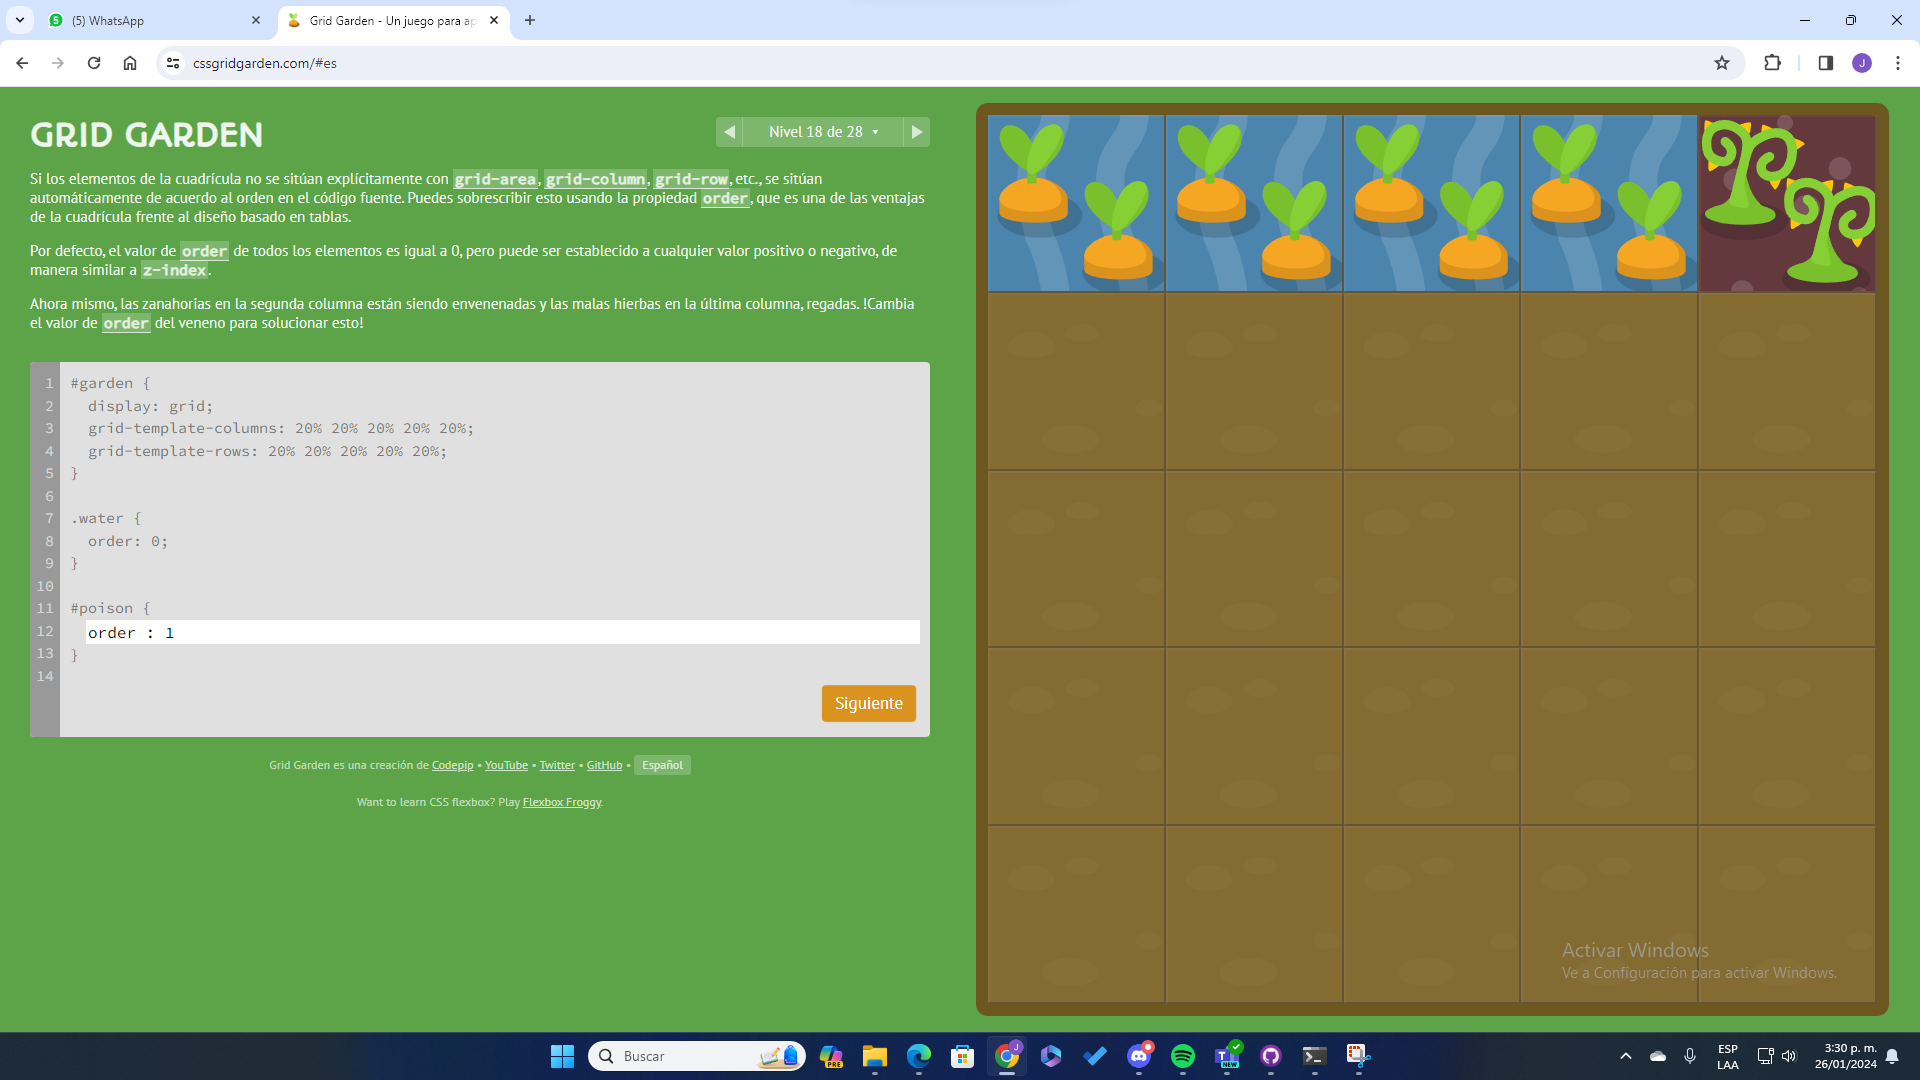 (5) WhatsApp
Grid Garden - Un juego para ap
cssgridgarden.com/#es
J
GRID GARDEN
Nivel 18 de 28
Si los elementos de la cuadrícula no se sitúan explícitamente con grid-area, grid-column, grid-row, etc., se sitúan
automáticamente de acuerdo al orden en el código fuente. Puedes sobrescribir esto usando la propiedad order, que es una de las ventajas
de la cuadrícula frente al diseño basado en tablas.
Por defecto, el valor de order de todos los elementos es igual a 0, pero puede ser establecido a cualquier valor positivo o negativo, de
manera similar a z-index.
Ahora mismo, las zanahorias en la segunda columna están siendo envenenadas y las malas hierbas en la última columna, regadas. !Cambia
el valor de order del veneno para solucionar esto!
1 #garden {
2 display: grid;
3 grid-template-columns: 20% 20% 20% 20% 20%;
4 grid-template-rows: 20% 20% 20% 20% 20%;
5 }
6
7 .water {
8 order: 0;
9 }
10
11 #poison {
12 order : 1
13 }
14
Siguiente
Grid Garden es una creación de Codepip • YouTube • Twitter • GitHub • Español
Want to learn CSS flexbox? Play Flexbox Froggy.
Activar Windows
Ve a Configuración para activar Windows.
Buscar
PRE
J
NEW
ESP
LAA
3:30 p. m.
26/01/2024